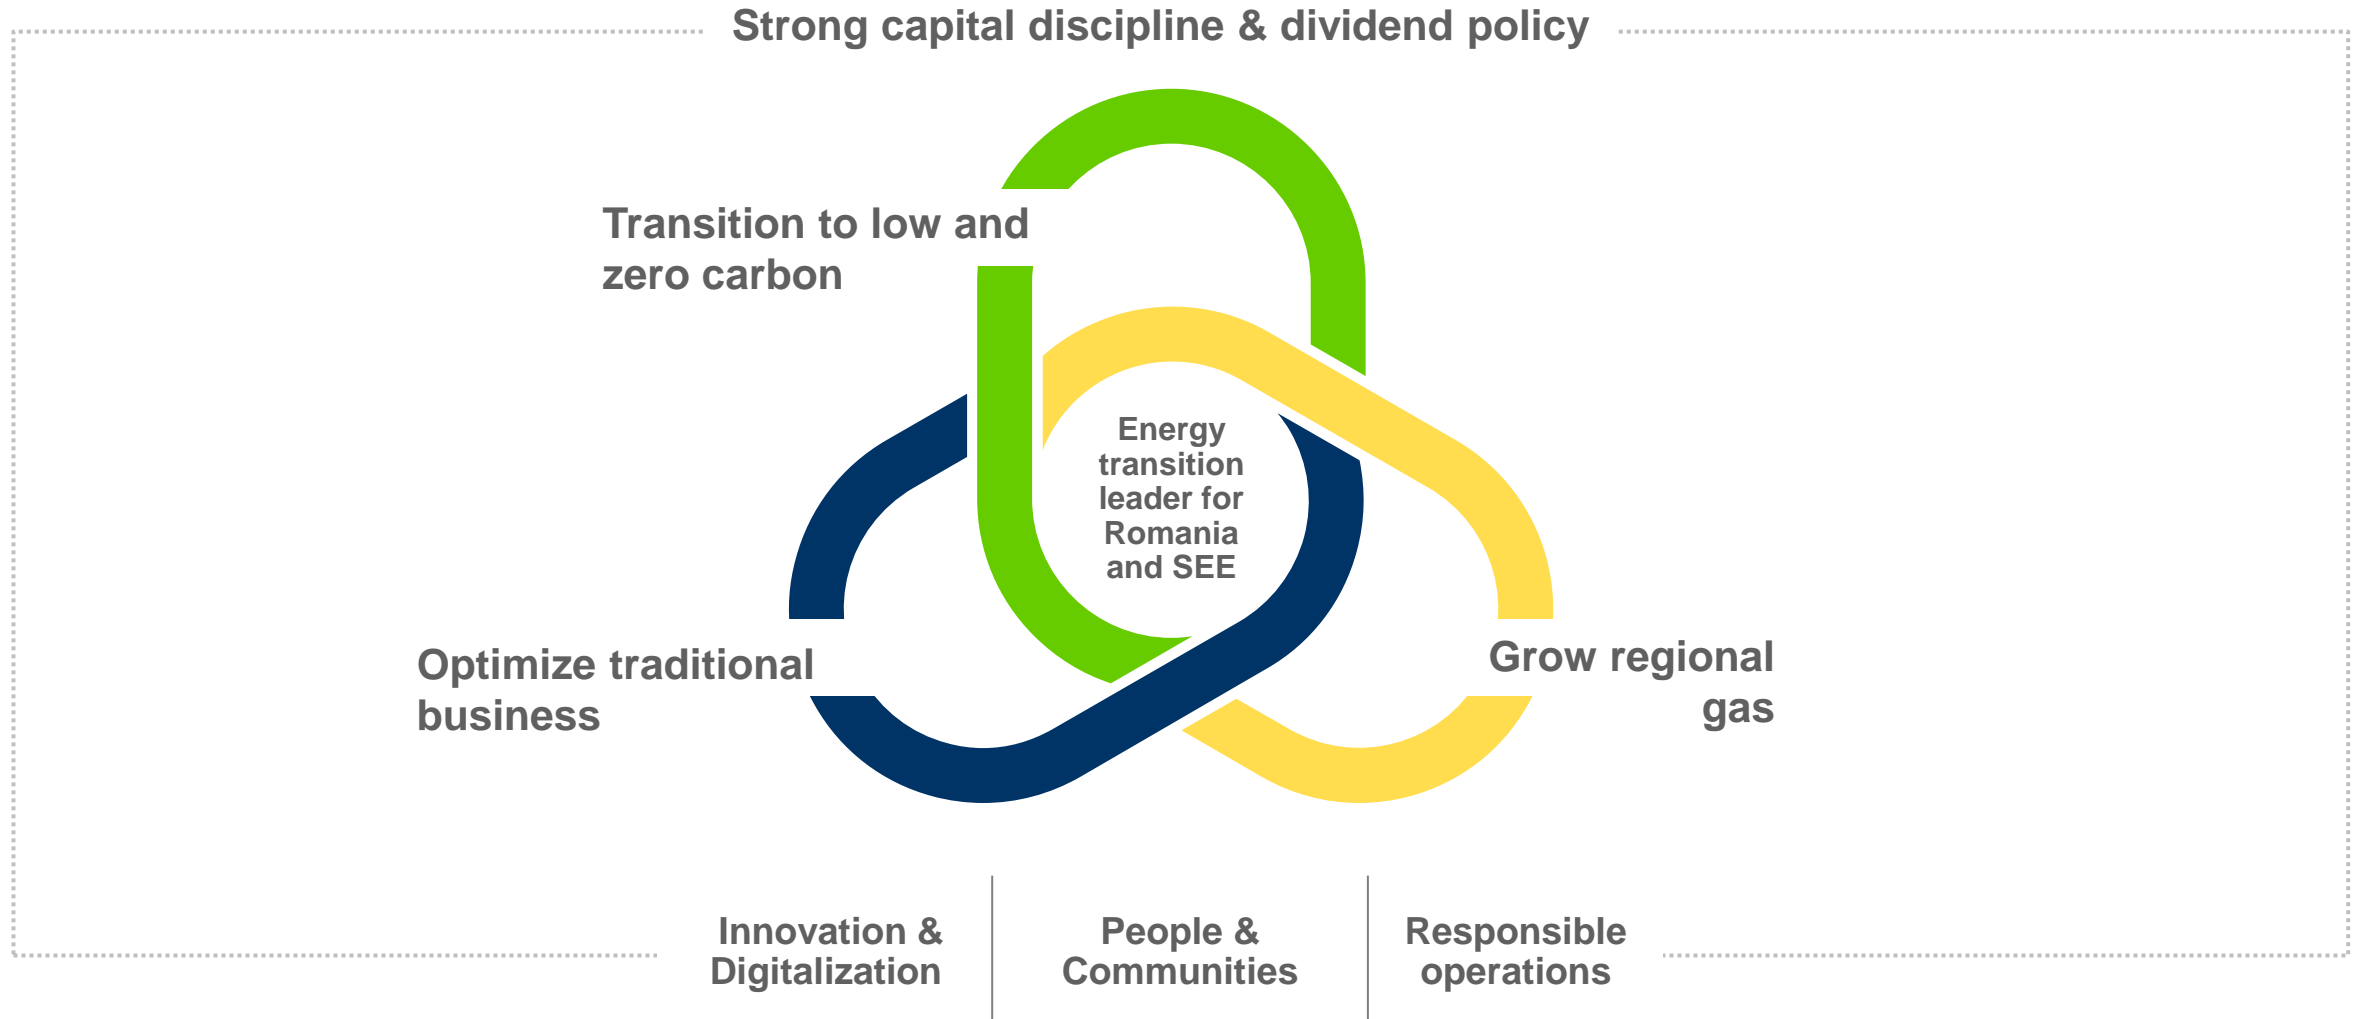 Strong capital discipline & dividend policy
Transition to low and
zero carbon
Energy
transition
leader for
Romania
and SEE
Optimize traditional
business
Grow regional
gas
Innovation &
Digitalization
People &
Communities
Responsible
operations